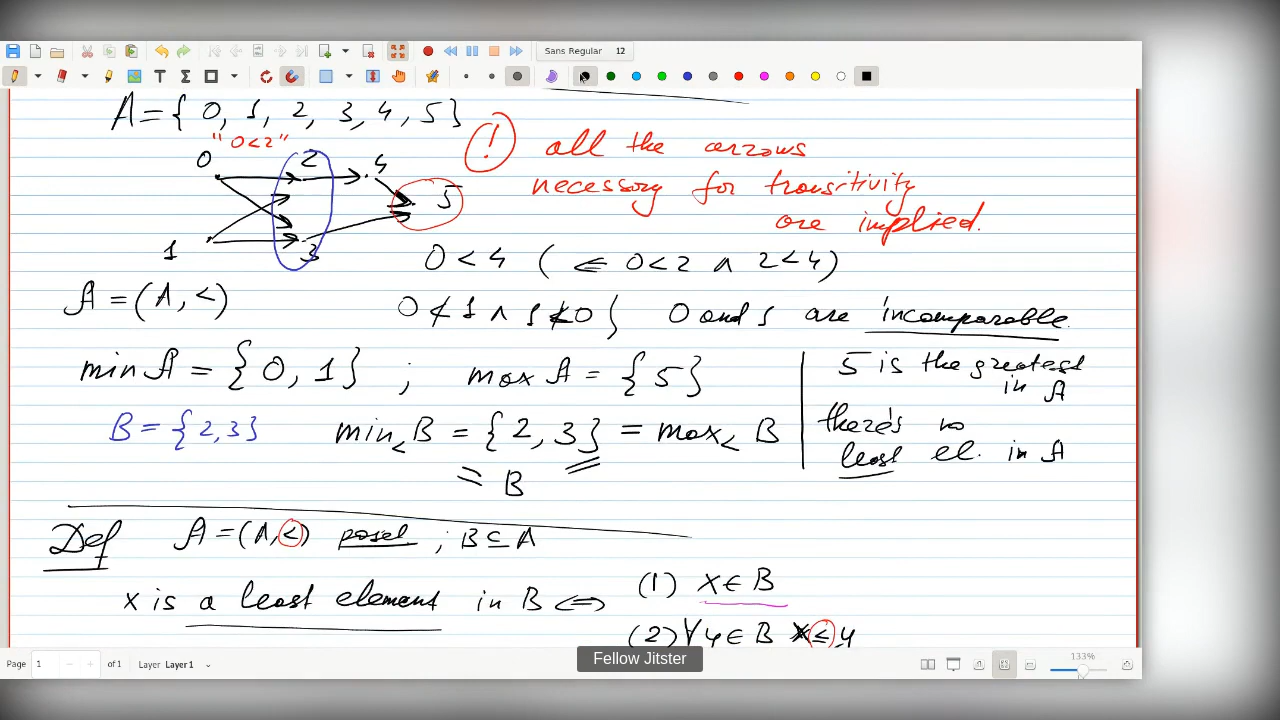 Sans Regular 12
A = { 0, 1, 2, 3, 4, 5 }
"0<2"
0 2 4
5
1 3
! all the arrows
necessary for transitivity
are implied.
0 < 4 ( ⇐ 0<2 ∧ 2<4 )
𝒜 = (A, <)
0 ≮ 1 ∧ 1 ≮ 0 } 0 and 1 are incomparable.
min 𝒜 = { 0, 1 } ; max 𝒜 = { 5 }
5 is the greatest
in 𝒜
B = { 2, 3 } min< B = { 2, 3 } = max< B
= B
there's no
least el. in 𝒜
Def 𝒜 = (A, <) poset ; B ⊆ A
x is a least element in B ⇔
(1) x ∈ B
(2) ∀y ∈ B x ≤ y
Fellow Jitster
Page 1 of 1 Layer Layer 1 133%